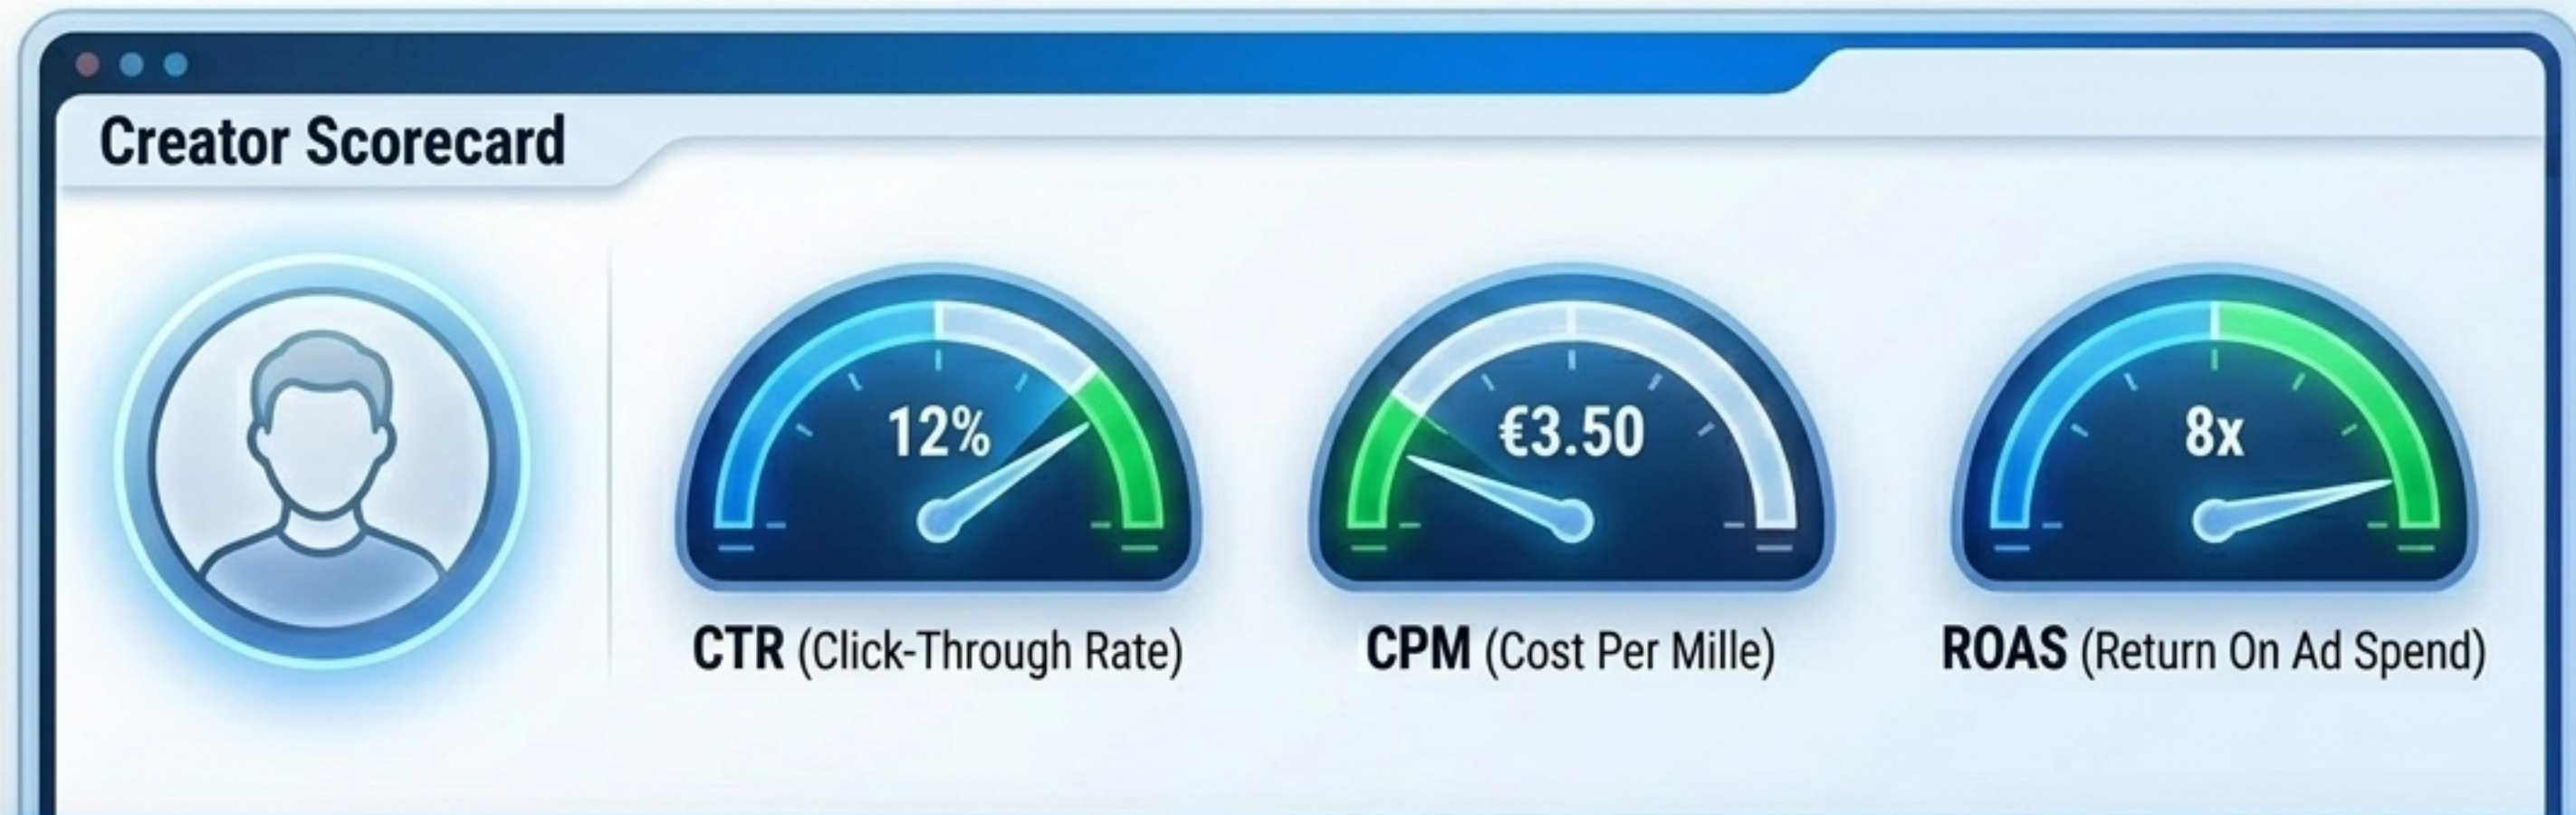 Creator Scorecard
12%
€3.50
8x
CTR (Click-Through Rate)
CPM (Cost Per Mille)
ROAS (Return On Ad Spend)